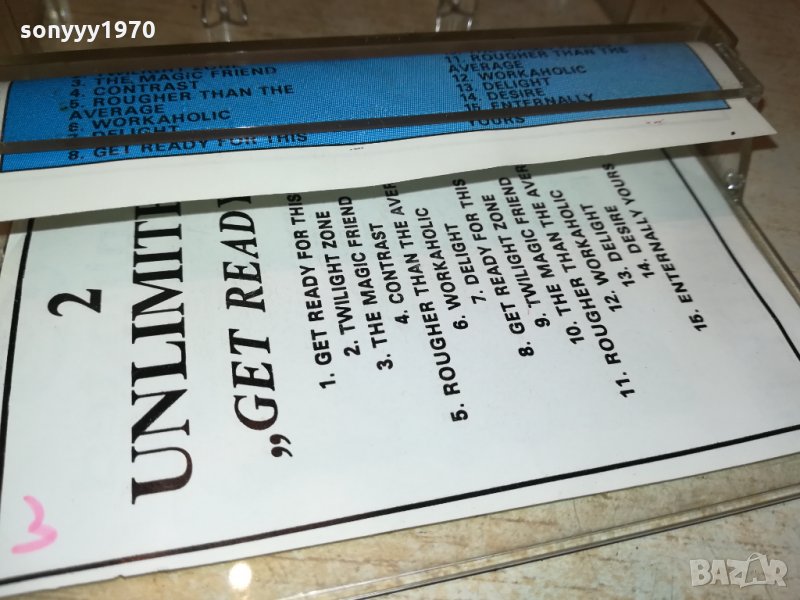 sonyyy1970
3. THE MAGIC FRIEND
4. CONTRAST
5. ROUGHER THAN THE
AVERAGE
WORKAHOLIC
DELIGHT
8. GET READY FOR THIS
11. ROUGHER THAN THE
AVERAGE
12. WORKAHOLIC
13. DELIGHT
14. DESIRE
15. ENTERNALLY
YOURS
2
UNLIMITE
„GET READY
1. GET READY FOR THIS
2. TWILIGHT ZONE
3. THE MAGIC FRIEND
4. CONTRAST
5. ROUGHER THAN THE AVER
6. WORKAHOLIC
7. DELIGHT
8. GET READY FOR THIS
9. TWILIGHT ZONE
10. THE MAGIC FRIEND
11. ROUGHER THAN THE AVER
12. WORKAHOLIC
13. DELIGHT
14. DESIRE
15. ENTERNALLY YOURS
3
BAZAR